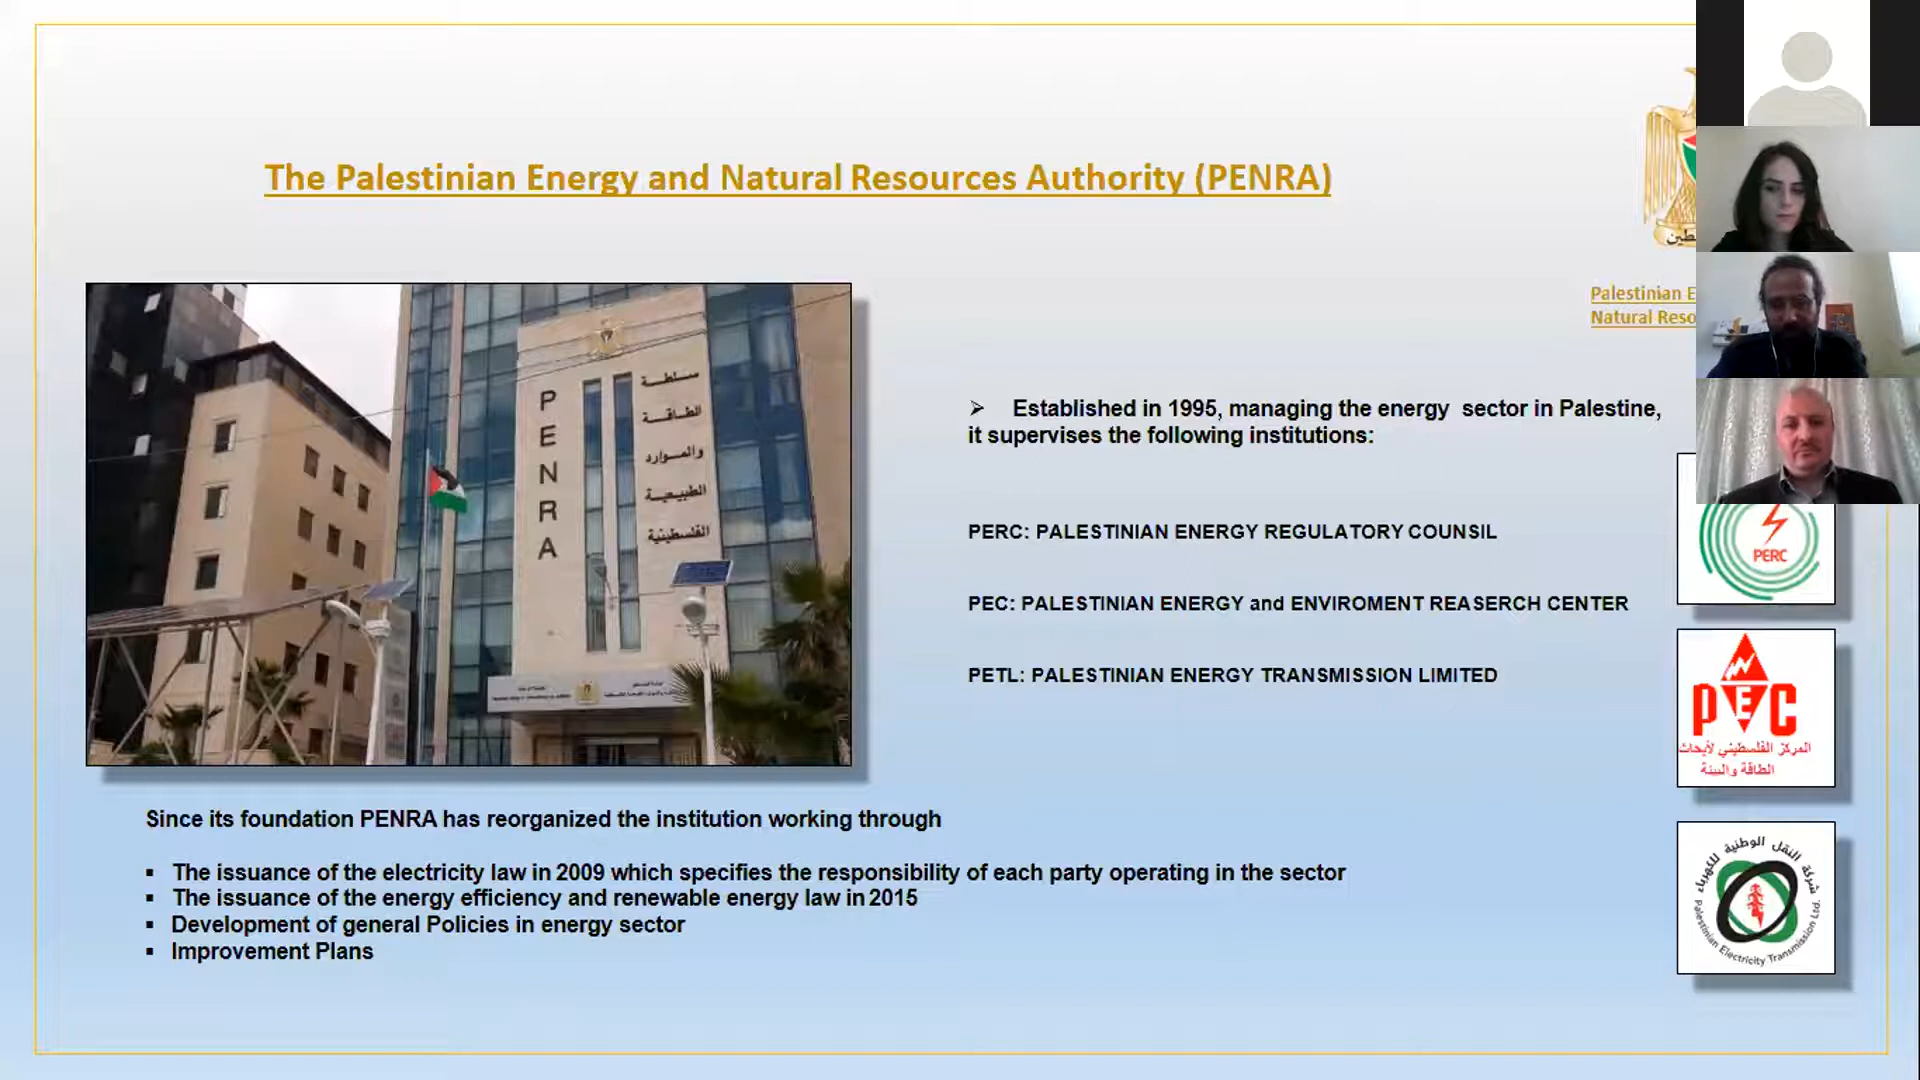 The Palestinian Energy and Natural Resources Authority (PENRA)
Palestinian E
Natural Reso
PENRA
سلطة
الطاقة
والموارد
الطبيعية
الفلسطينية
➢ Established in 1995, managing the energy sector in Palestine,
it supervises the following institutions:
PERC: PALESTINIAN ENERGY REGULATORY COUNSIL
PEC: PALESTINIAN ENERGY and ENVIROMENT REASERCH CENTER
PETL: PALESTINIAN ENERGY TRANSMISSION LIMITED
PERC
PEC
المركز الفلسطيني لأبحاث
الطاقة والبيئة
شركة النقل الوطنية للكهرباء
Palestinian Electricity Transmission Ltd.
Since its foundation PENRA has reorganized the institution working through
▪ The issuance of the electricity law in 2009 which specifies the responsibility of each party operating in the sector
▪ The issuance of the energy efficiency and renewable energy law in 2015
▪ Development of general Policies in energy sector
▪ Improvement Plans